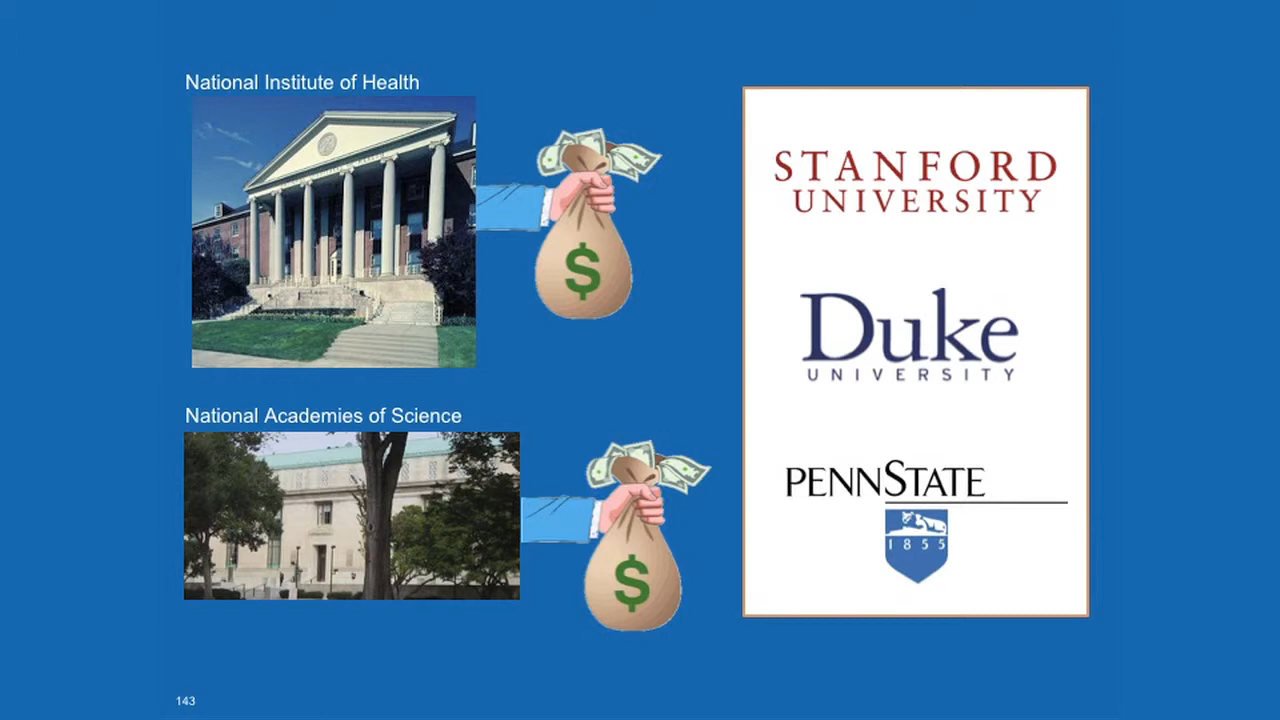 National Institute of Health
$
National Academies of Science
$
STANFORD
UNIVERSITY
Duke
UNIVERSITY
PENNSTATE
1855
143